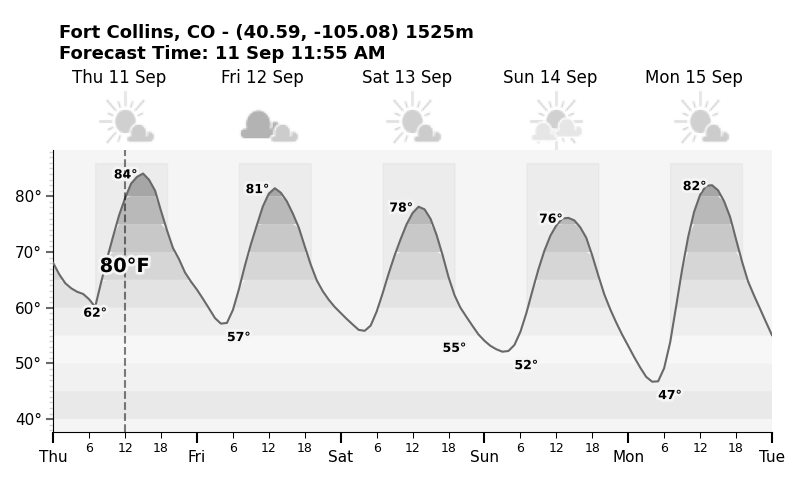 Fort Collins, CO - (40.59, -105.08) 1525m
Forecast Time: 11 Sep 11:55 AM
Thu 11 Sep Fri 12 Sep Sat 13 Sep Sun 14 Sep Mon 15 Sep
84° 81° 78° 76° 82°
80°
70°
80°F
60°
62° 57° 55° 52° 47°
50°
40°
6 12 18 6 12 18 6 12 18 6 12 18 6 12 18
Thu Fri Sat Sun Mon Tue